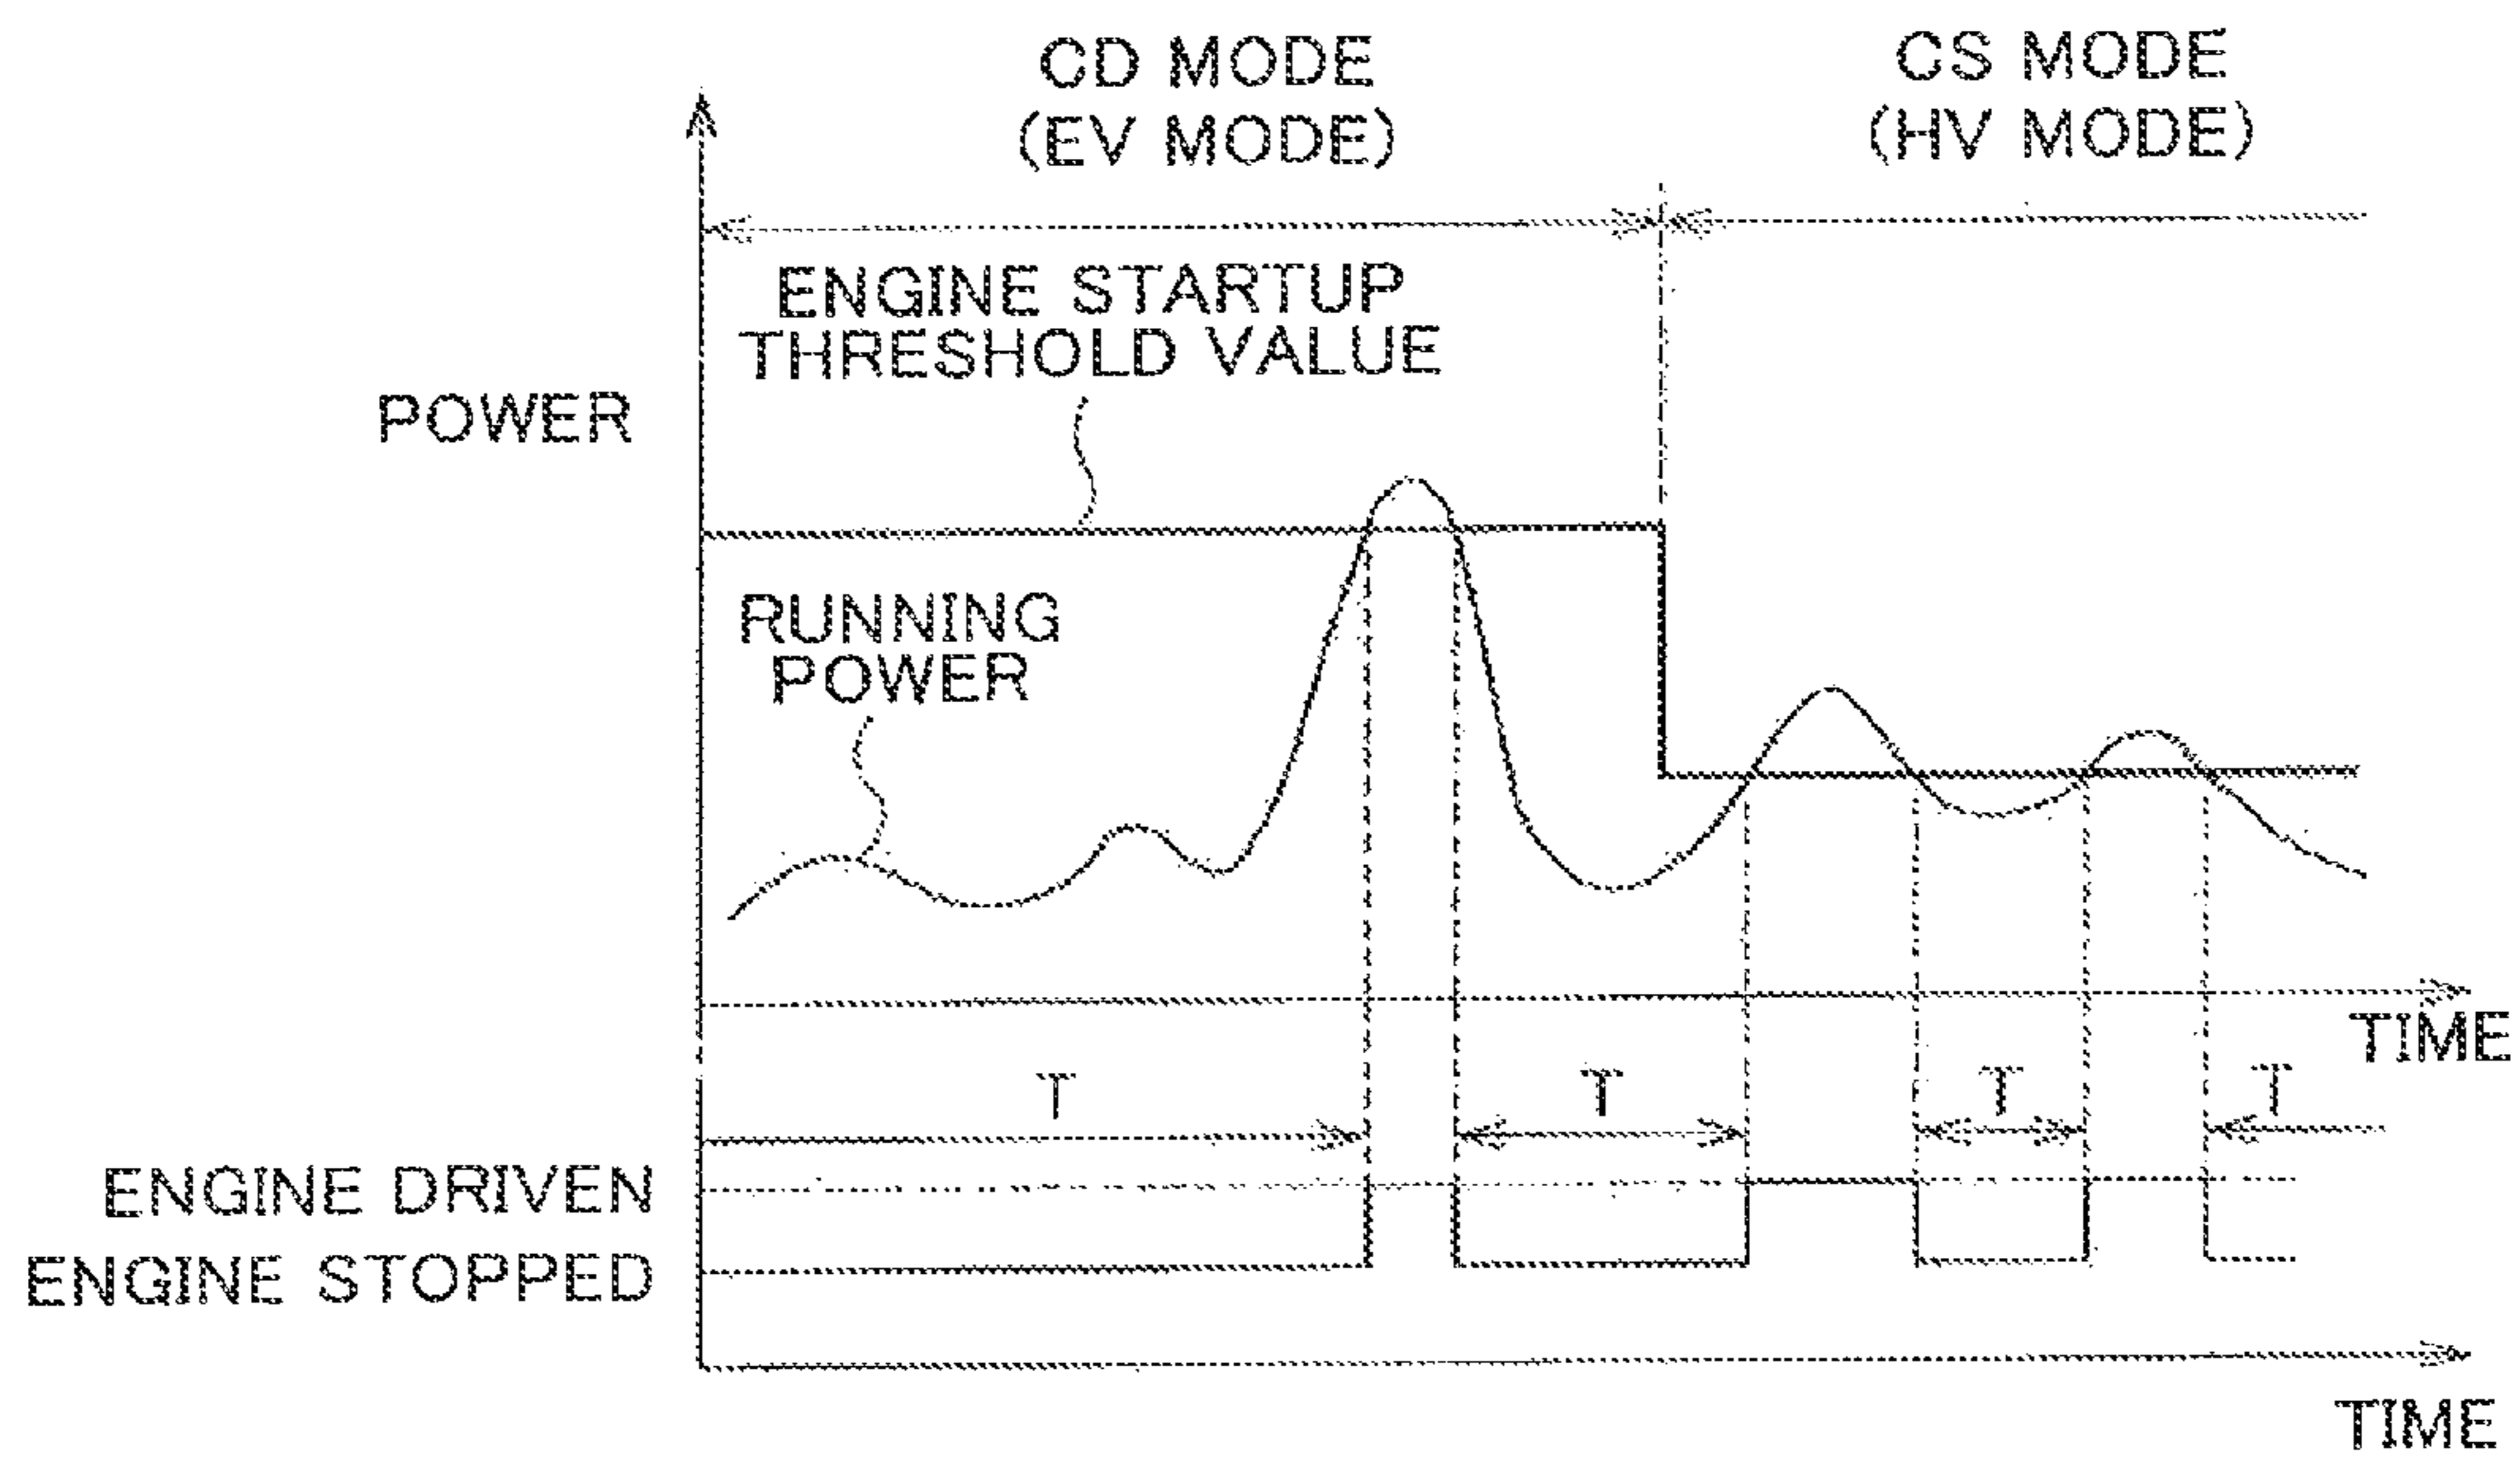 CD MODE
(EV MODE)
CS MODE
(HV MODE)
ENGINE STARTUP
THRESHOLD VALUE
POWER
RUNNING
POWER
TIME
T
T
T
T
ENGINE DRIVEN
ENGINE STOPPED
TIME